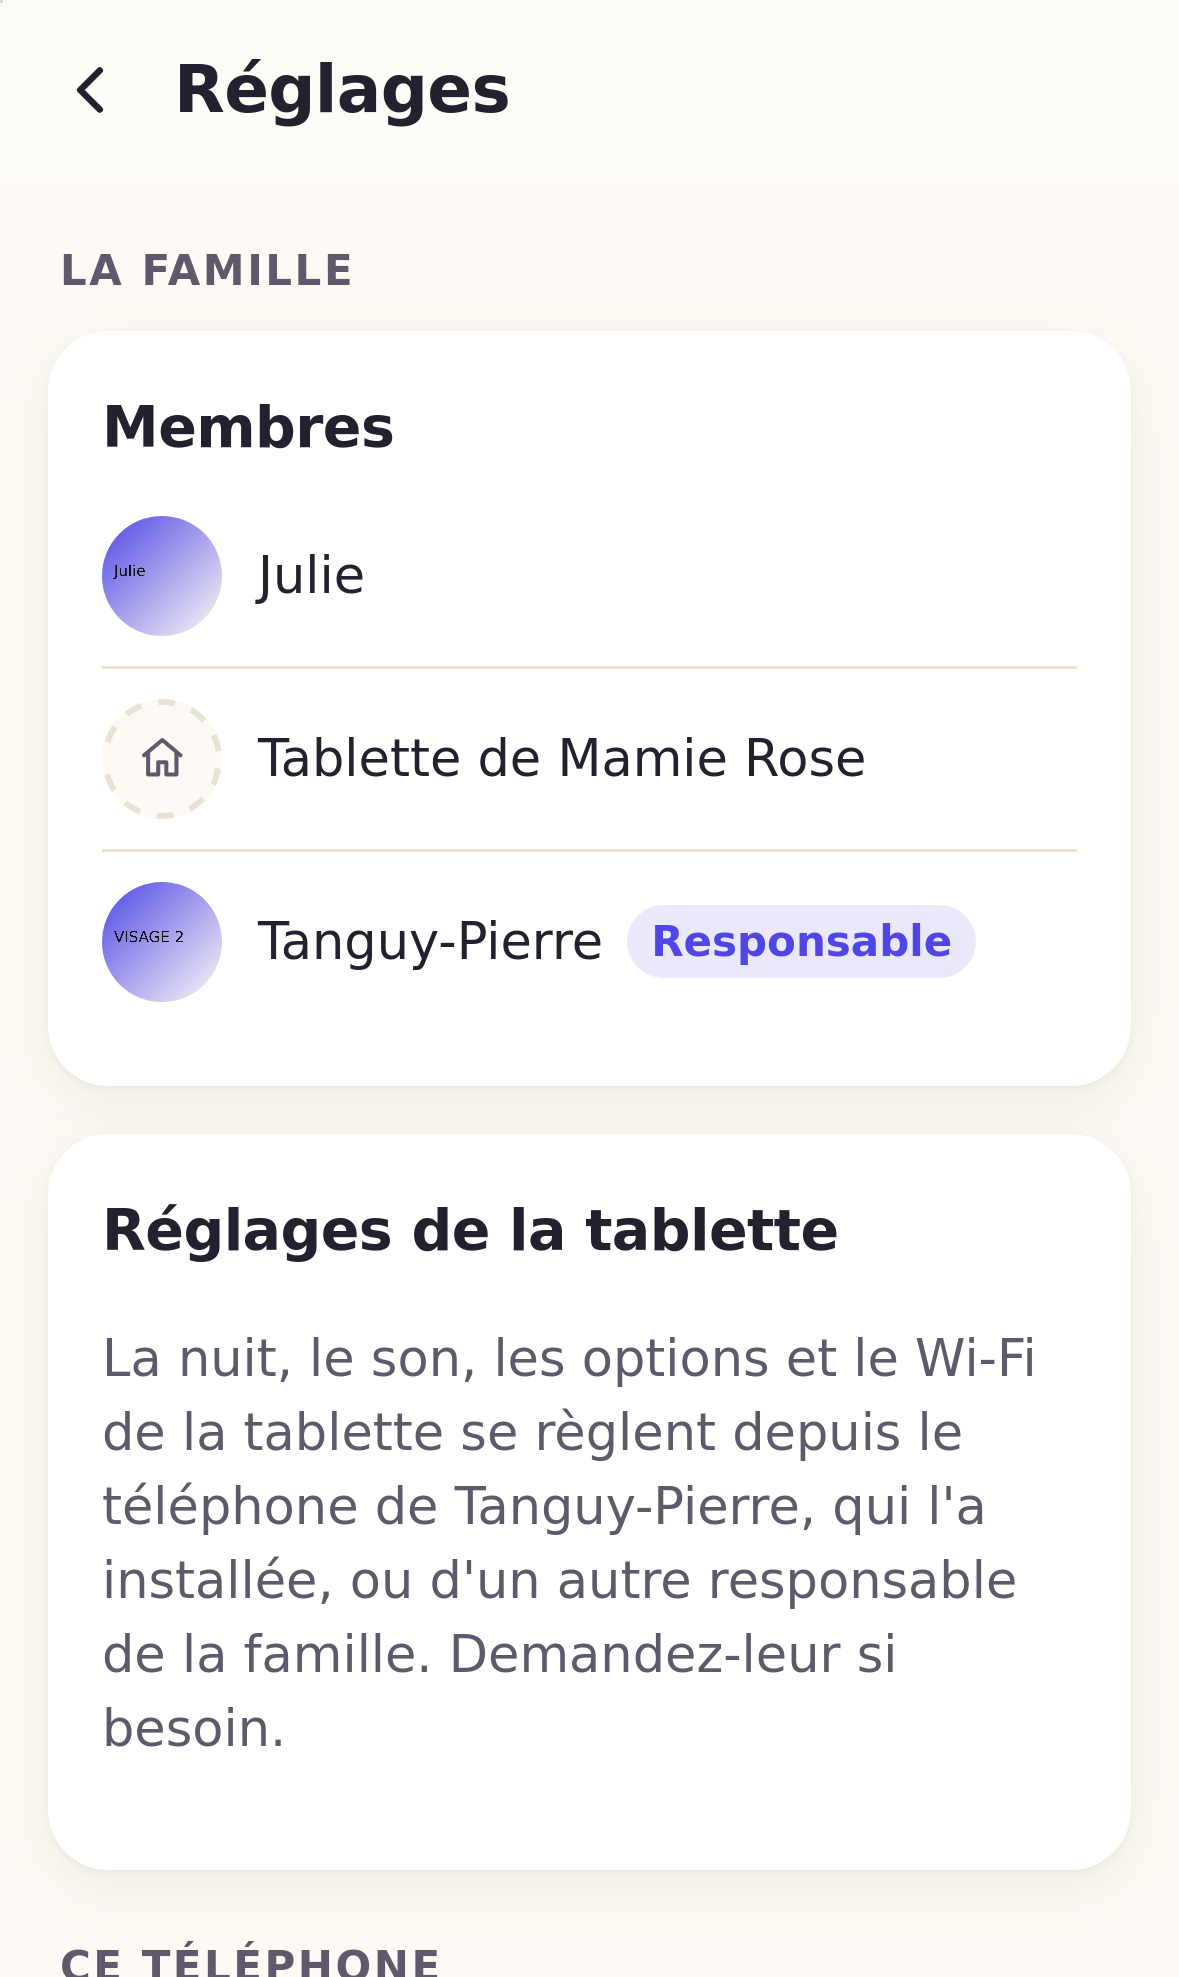 Réglages
LA FAMILLE
Membres
Julie
Julie
Tablette de Mamie Rose
VISAGE 2
Tanguy-Pierre
Responsable
Réglages de la tablette
La nuit, le son, les options et le Wi-Fi
de la tablette se règlent depuis le
téléphone de Tanguy-Pierre, qui l'a
installée, ou d'un autre responsable
de la famille. Demandez-leur si
besoin.
CE TÉLÉPHONE